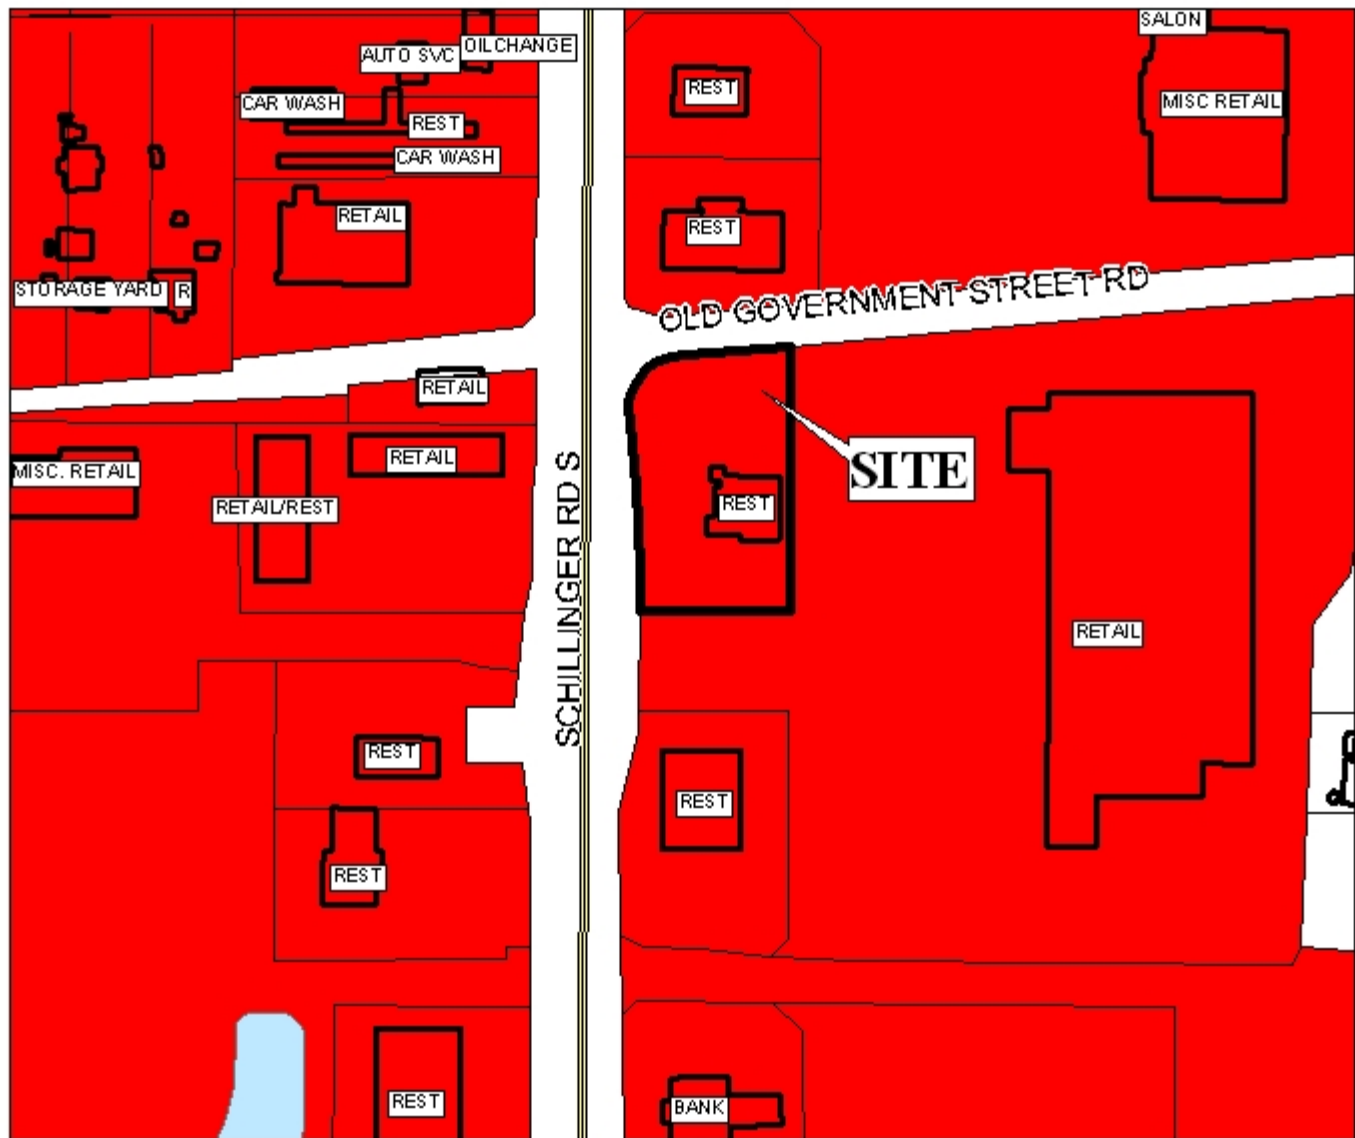 SALON
OILCHANGE
AUTO SVC
REST
CAR WASH
MISC RETAIL
REST
CAR WASH
RETAIL
REST
STORAGE YARD
R
OLD GOVERNMENT STREET RD
RETAIL
RETAIL
MISC. RETAIL
SITE
RETAIL/REST
REST
SCHILLINGER RD S
RETAIL
REST
REST
REST
REST
BANK